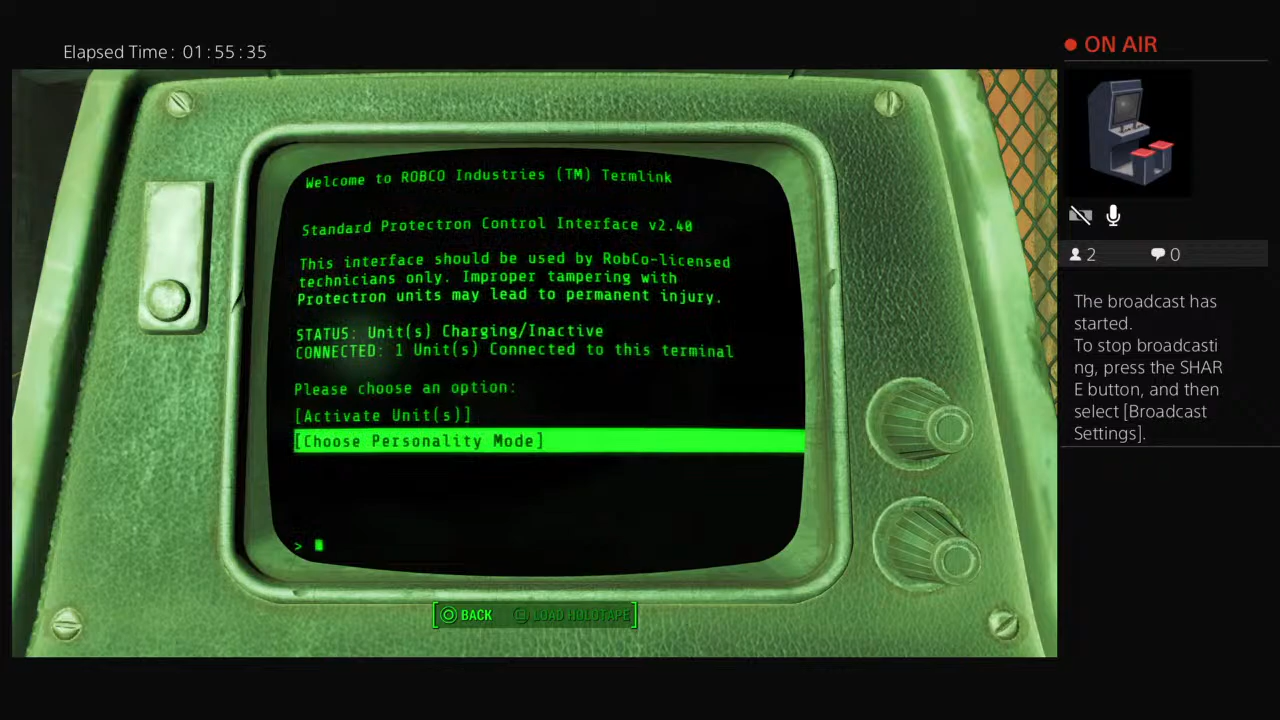 Elapsed Time: 01:55:35
ON AIR
Welcome to ROBCO Industries (TM) Termlink
Standard Protectron Control Interface v2.40
This interface should be used by RobCo-licensed
technicians only. Improper tampering with
Protectron units may lead to permanent injury.
STATUS: Unit(s) Charging/Inactive
CONNECTED: 1 Unit(s) Connected to this terminal
Please choose an option:
[Activate Unit(s)]
[Choose Personality Mode]
>
BACK
LOAD HOLOTAPE
2
0
The broadcast has
started.
To stop broadcasti
ng, press the SHAR
E button, and then
select [Broadcast
Settings].